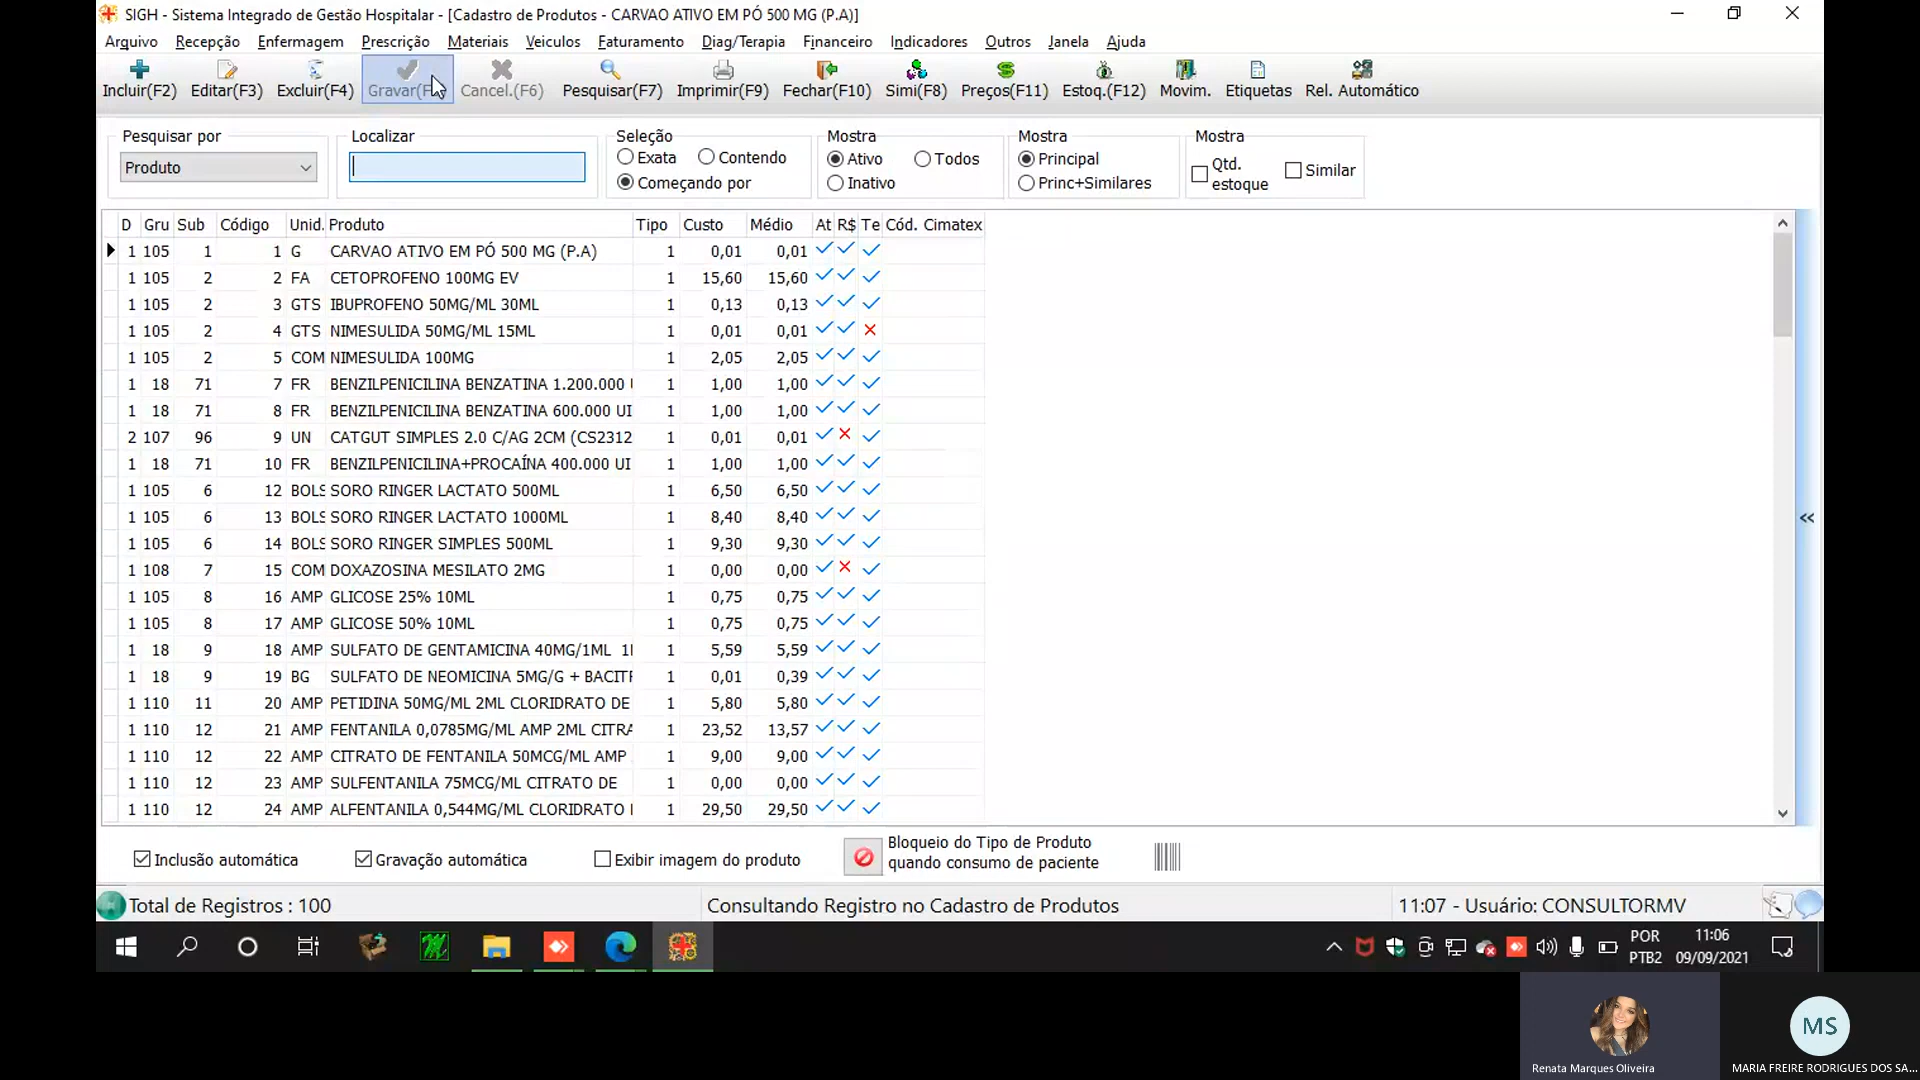 SIGH - Sistema Integrado de Gestão Hospitalar - [Cadastro de Produtos - CARVAO ATIVO EM PÓ 500 MG (P.A)]
Arquivo Recepção Enfermagem Prescrição Materiais Veiculos Faturamento Diag/Terapia Financeiro Indicadores Outros Janela Ajuda
Incluir(F2) Editar(F3) Excluir(F4) Gravar(F Cancel.(F6) Pesquisar(F7) Imprimir(F9) Fechar(F10) Simi(F8) Preços(F11) Estoq.(F12) Movim. Etiquetas Rel. Automático
Pesquisar por Localizar Seleção Mostra Mostra Mostra
Produto Exata Contendo Ativo Todos Principal Qtd. estoque Similar
Começando por Inativo Princ+Similares
D Gru Sub Código Unid. Produto Tipo Custo Médio At R$ Te Cód. Cimatex
1 105 1 1 G CARVAO ATIVO EM PÓ 500 MG (P.A) 1 0,01 0,01
1 105 2 2 FA CETOPROFENO 100MG EV 1 15,60 15,60
1 105 2 3 GTS IBUPROFENO 50MG/ML 30ML 1 0,13 0,13
1 105 2 4 GTS NIMESULIDA 50MG/ML 15ML 1 0,01 0,01
1 105 2 5 COM NIMESULIDA 100MG 1 2,05 2,05
1 18 71 7 FR BENZILPENICILINA BENZATINA 1.200.000 1 1,00 1,00
1 18 71 8 FR BENZILPENICILINA BENZATINA 600.000 UI 1 1,00 1,00
2 107 96 9 UN CATGUT SIMPLES 2.0 C/AG 2CM (CS2312 1 0,01 0,01
1 18 71 10 FR BENZILPENICILINA+PROCAÍNA 400.000 UI 1 1,00 1,00
1 105 6 12 BOLS SORO RINGER LACTATO 500ML 1 6,50 6,50
1 105 6 13 BOLS SORO RINGER LACTATO 1000ML 1 8,40 8,40
1 105 6 14 BOLS SORO RINGER SIMPLES 500ML 1 9,30 9,30
1 108 7 15 COM DOXAZOSINA MESILATO 2MG 1 0,00 0,00
1 105 8 16 AMP GLICOSE 25% 10ML 1 0,75 0,75
1 105 8 17 AMP GLICOSE 50% 10ML 1 0,75 0,75
1 18 9 18 AMP SULFATO DE GENTAMICINA 40MG/1ML 1 5,59 5,59
1 18 9 19 BG SULFATO DE NEOMICINA 5MG/G + BACITR 1 0,01 0,39
1 110 11 20 AMP PETIDINA 50MG/ML 2ML CLORIDRATO DE 1 5,80 5,80
1 110 12 21 AMP FENTANILA 0,0785MG/ML AMP 2ML CITRA 1 23,52 13,57
1 110 12 22 AMP CITRATO DE FENTANILA 50MCG/ML AMP 1 9,00 9,00
1 110 12 23 AMP SULFENTANILA 75MCG/ML CITRATO DE 1 0,00 0,00
1 110 12 24 AMP ALFENTANILA 0,544MG/ML CLORIDRATO 1 29,50 29,50
Inclusão automática Gravação automática Exibir imagem do produto Bloqueio do Tipo de Produto
quando consumo de paciente
Total de Registros : 100 Consultando Registro no Cadastro de Produtos 11:07 - Usuário: CONSULTORMV
POR 11:06
PTB2 09/09/2021
MS
Renata Marques Oliveira MARIA FREIRE RODRIGUES DOS SA...